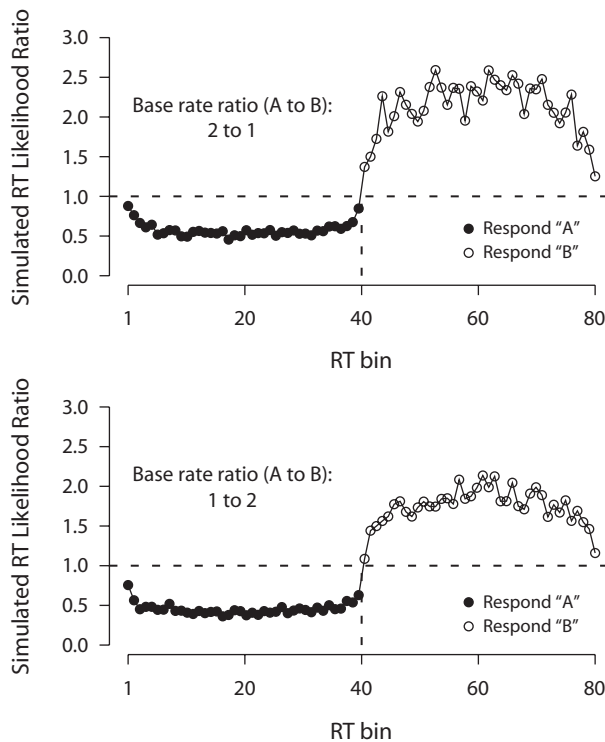 Simulated RT Likelihood Ratio
3.0
2.5
2.0
1.5
1.0
0.5
0.0
Base rate ratio (A to B):
2 to 1
Respond “A”
Respond “B”
1
20
40
60
80
RT bin
Simulated RT Likelihood Ratio
3.0
2.5
2.0
1.5
1.0
0.5
0.0
Base rate ratio (A to B):
1 to 2
Respond “A”
Respond “B”
1
20
40
60
80
RT bin